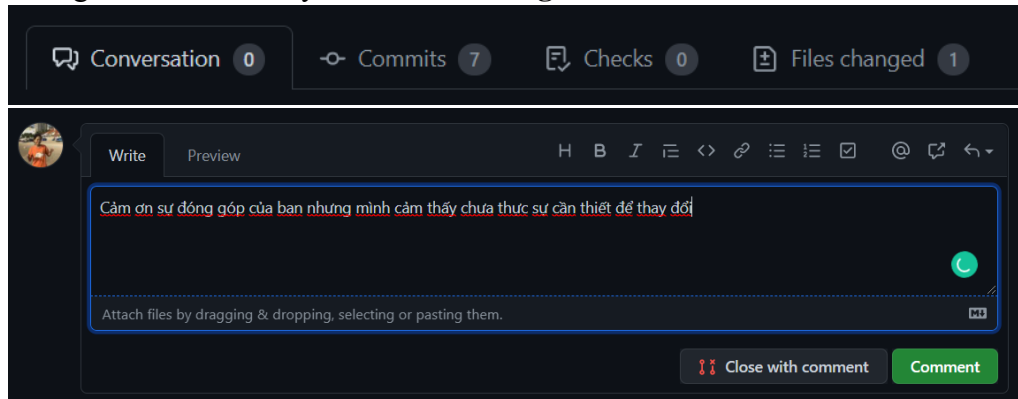 Conversation 0 Commits 7 Checks 0 Files changed 1
Write Preview H B I
Cảm ơn sự đóng góp của bạn nhưng mình cảm thấy chưa thực sự cần thiết để thay đổi
Attach files by dragging & dropping, selecting or pasting them.
Close with comment Comment